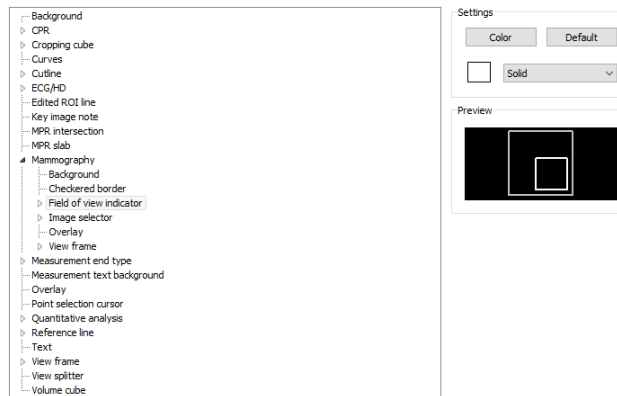 Background
CPR
Cropping cube
Curves
Cutline
ECG/HD
Edited ROI line
Key image note
MPR intersection
MPR slab
Mammography
Background
Checkered border
Field of view indicator
Image selector
Overlay
View frame
Measurement end type
Measurement text background
Overlay
Point selection cursor
Quantitative analysis
Reference line
Text
View frame
View splitter
Volume cube
Settings
Color Default
Solid
Preview